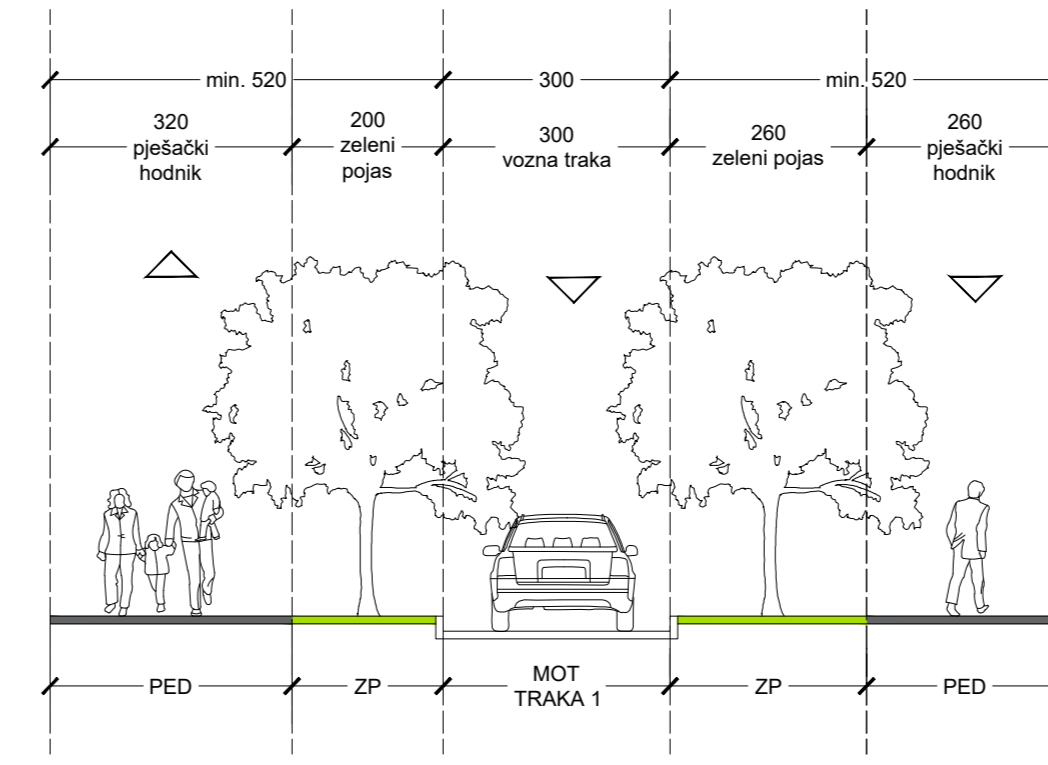 min. 520
300
min. 520
320
pješački
hodnik
200
zeleni
pojas
300
vozna traka
260
zeleni pojas
260
pješački
hodnik
PED
ZP
MOT
TRAKA 1
ZP
PED